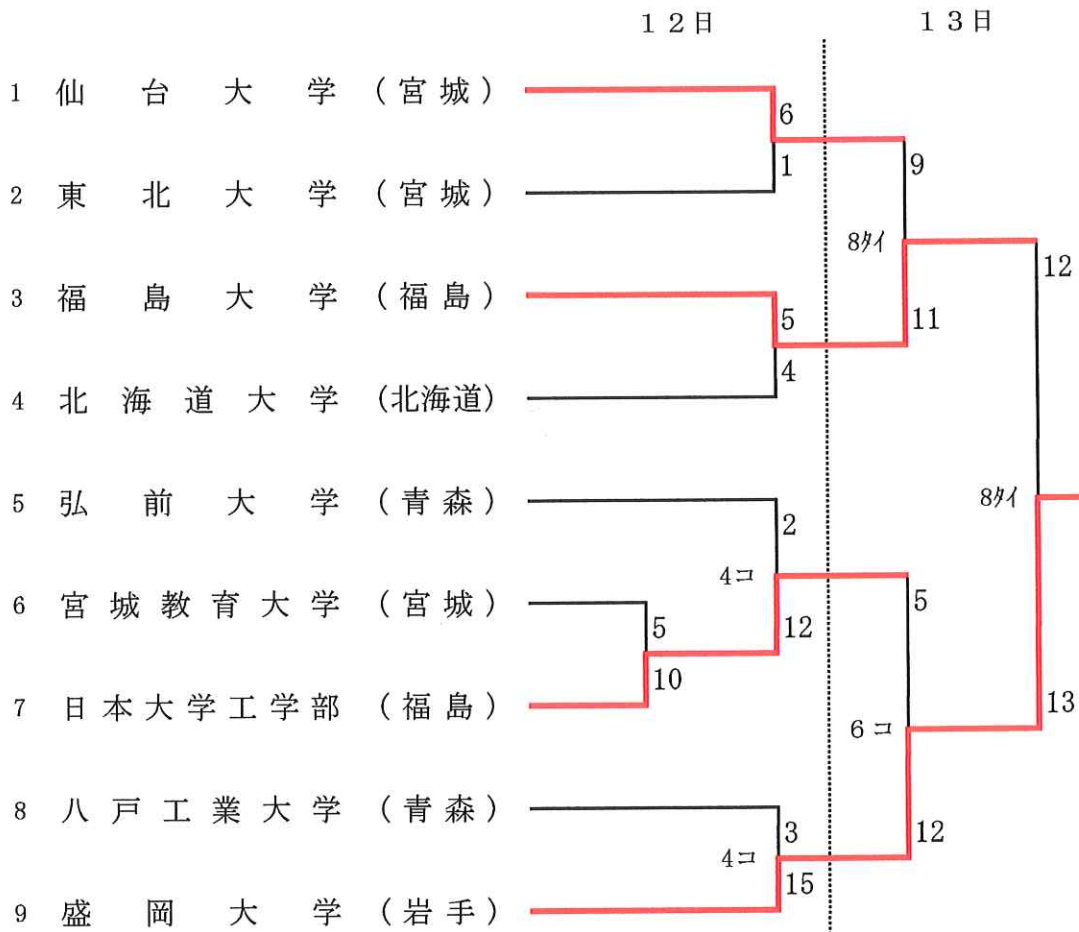 12日 13日
1 仙台大学 (宮城)
6
1
9
2 東北大学 (宮城)
8タイ
12
3 福島大学 (福島)
5
11
4
4 北海道大学 (北海道)
5 弘前大学 (青森)
8タイ
2
4コ
5
6 宮城教育大学 (宮城)
5
12
10
7 日本大学工学部 (福島)
13
6コ
8 八戸工業大学 (青森)
3
12
4コ
15
9 盛岡大学 (岩手)